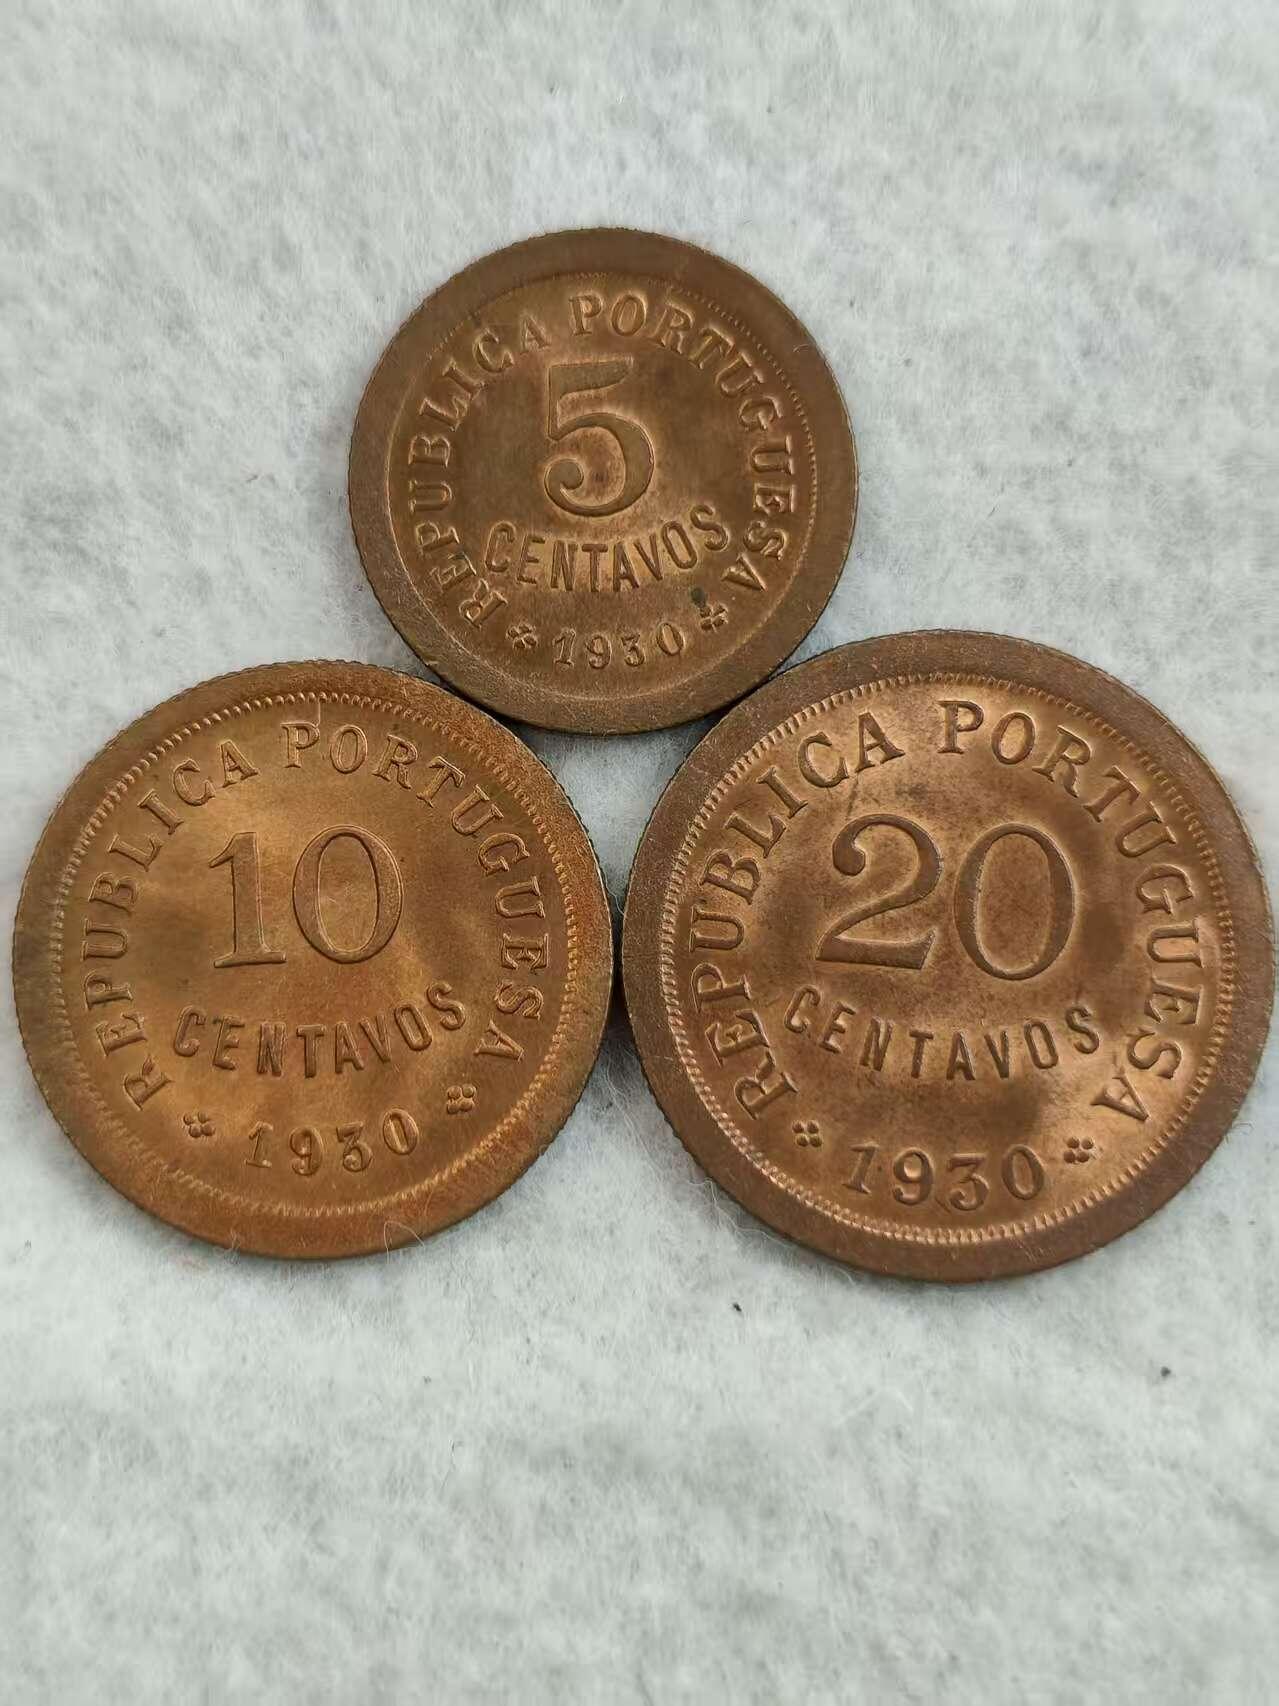 REPUBLICA PORTUGUESA
5
CENTAVOS
1930
REPUBLICA PORTUGUESA
10
CENTAVOS
1930
REPUBLICA PORTUGUESA
20
CENTAVOS
1930